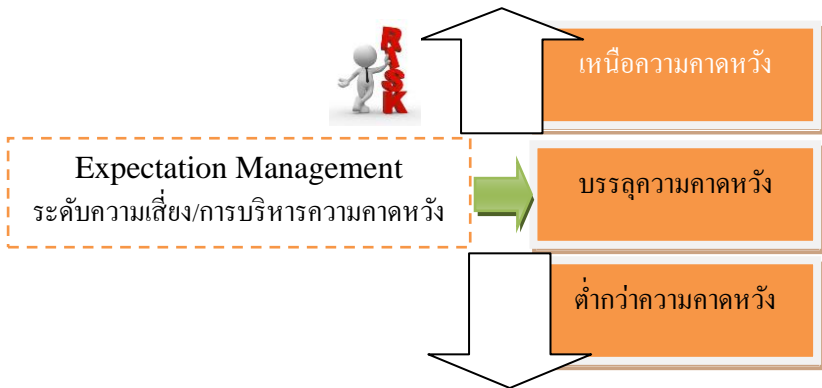 RISK
เหนือความคาดหวัง
Expectation Management
ระดับความเสี่ยง/การบริหารความคาดหวัง
บรรลุความคาดหวัง
ต่ำกว่าความคาดหวัง